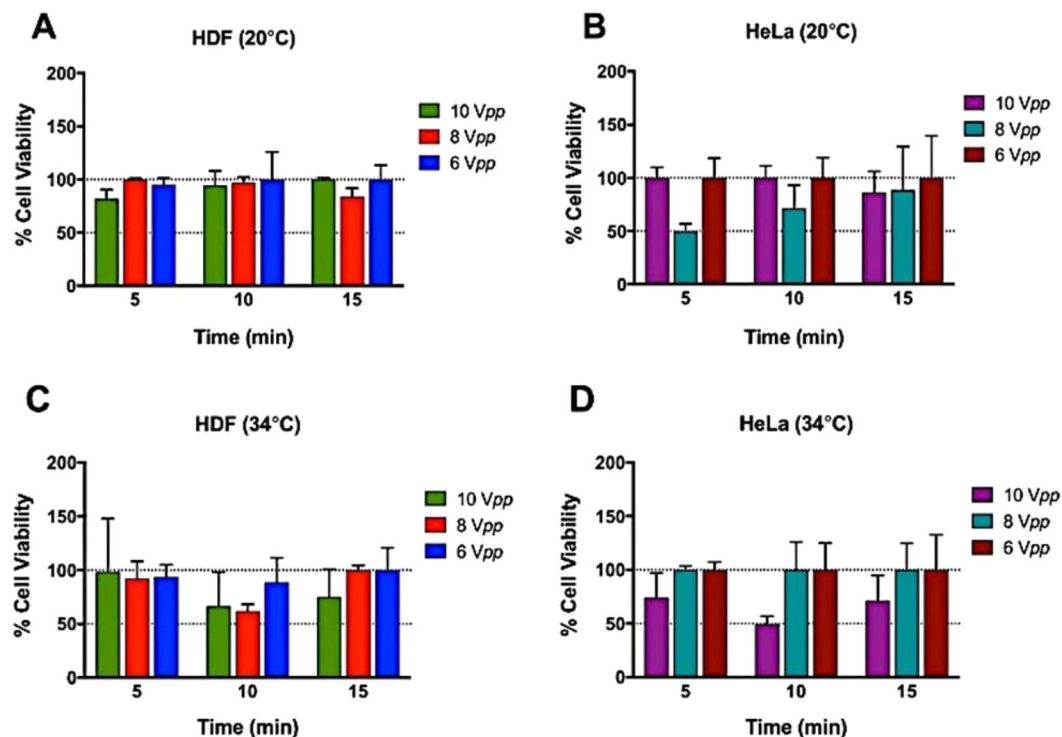 A
HDF (20°C)
% Cell Viability
200
150
100
50
0
5 10 15
Time (min)
10 Vpp
8 Vpp
6 Vpp
B
HeLa (20°C)
% Cell Viability
200
150
100
50
0
5 10 15
Time (min)
10 Vpp
8 Vpp
6 Vpp
C
HDF (34°C)
% Cell Viability
200
150
100
50
0
5 10 15
Time (min)
10 Vpp
8 Vpp
6 Vpp
D
HeLa (34°C)
% Cell Viability
200
150
100
50
0
5 10 15
Time (min)
10 Vpp
8 Vpp
6 Vpp